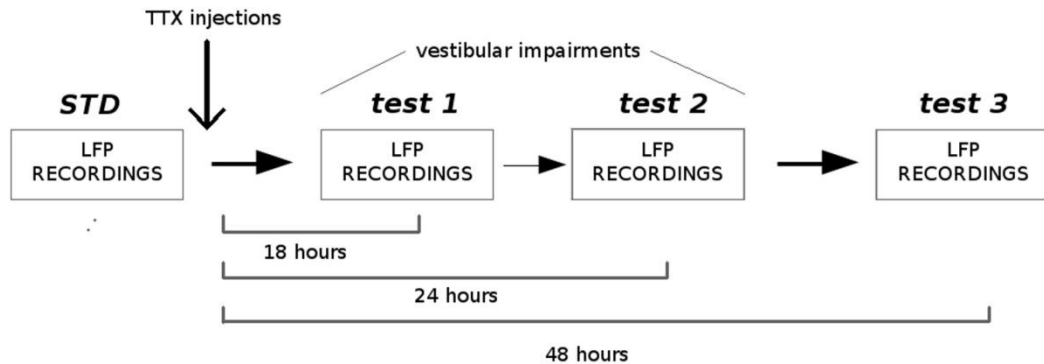 TTX injections
vestibular impairments
STD
test 1
test 2
test 3
LFP
RECORDINGS
LFP
RECORDINGS
LFP
RECORDINGS
LFP
RECORDINGS
18 hours
24 hours
48 hours